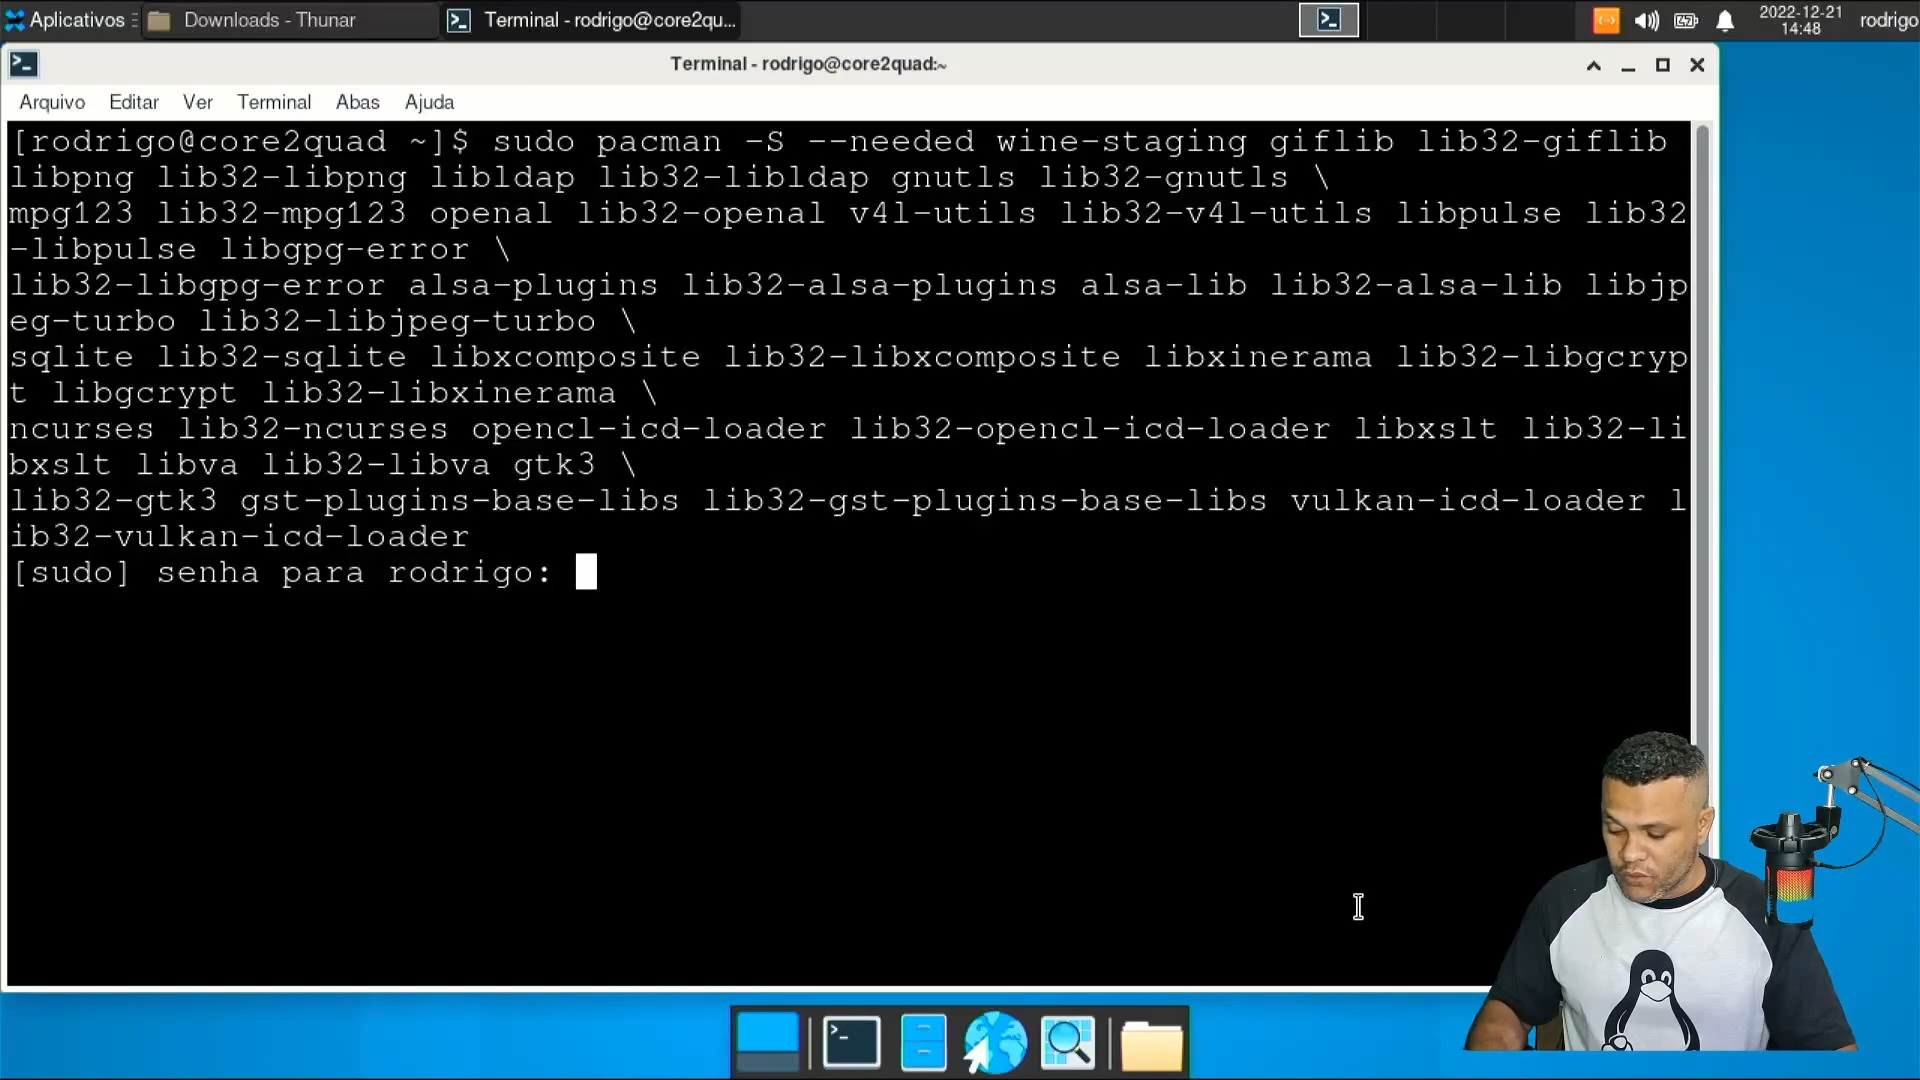 Aplicativos
Downloads - Thunar
Terminal - rodrigo@core2qu...
2022-12-21
14:48
rodrigo
Terminal - rodrigo@core2quad:~
Arquivo Editar Ver Terminal Abas Ajuda
[rodrigo@core2quad ~]$ sudo pacman -S --needed wine-staging giflib lib32-giflib
libpng lib32-libpng libldap lib32-libldap gnutls lib32-gnutls \
mpg123 lib32-mpg123 openal lib32-openal v4l-utils lib32-v4l-utils libpulse lib32
-libpulse libgpg-error \
lib32-libgpg-error alsa-plugins lib32-alsa-plugins alsa-lib lib32-alsa-lib libjp
eg-turbo lib32-libjpeg-turbo \
sqlite lib32-sqlite libxcomposite lib32-libxcomposite libxinerama lib32-libgcryp
t libgcrypt lib32-libxinerama \
ncurses lib32-ncurses opencl-icd-loader lib32-opencl-icd-loader libxslt lib32-li
bxslt libva lib32-libva gtk3 \
lib32-gtk3 gst-plugins-base-libs lib32-gst-plugins-base-libs vulkan-icd-loader l
ib32-vulkan-icd-loader
[sudo] senha para rodrigo: